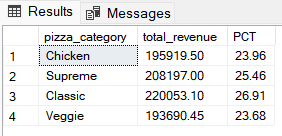 Results Messages
pizza_category total_revenue PCT
1 Chicken 195919.50 23.96
2 Supreme 208197.00 25.46
3 Classic 220053.10 26.91
4 Veggie 193690.45 23.68